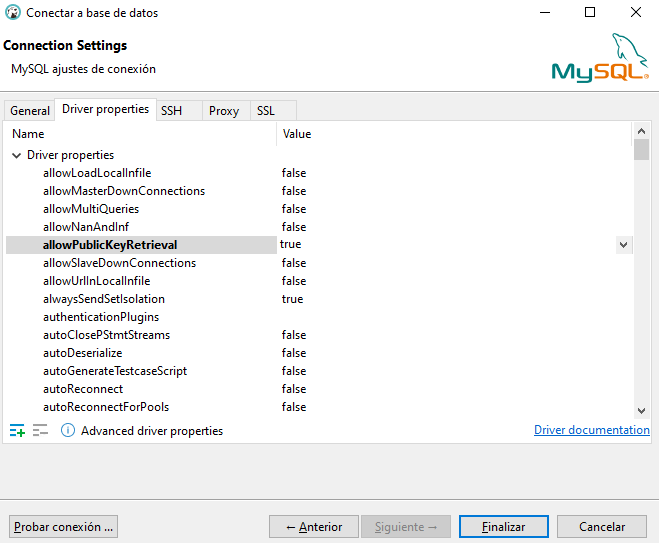 Conectar a base de datos
Connection Settings
MySQL ajustes de conexión
MySQL®
General Driver properties SSH Proxy SSL
Name Value
Driver properties
allowLoadLocalInfile false
allowMasterDownConnections false
allowMultiQueries false
allowNanAndInf false
allowPublicKeyRetrieval true
allowSlaveDownConnections false
allowUrlInLocalInfile false
alwaysSendSetIsolation true
authenticationPlugins
autoClosePStmtStreams false
autoDeserialize false
autoGenerateTestcaseScript false
autoReconnect false
autoReconnectForPools false
Advanced driver properties Driver documentation
Probar conexión ... ← Anterior Siguiente → Finalizar Cancelar